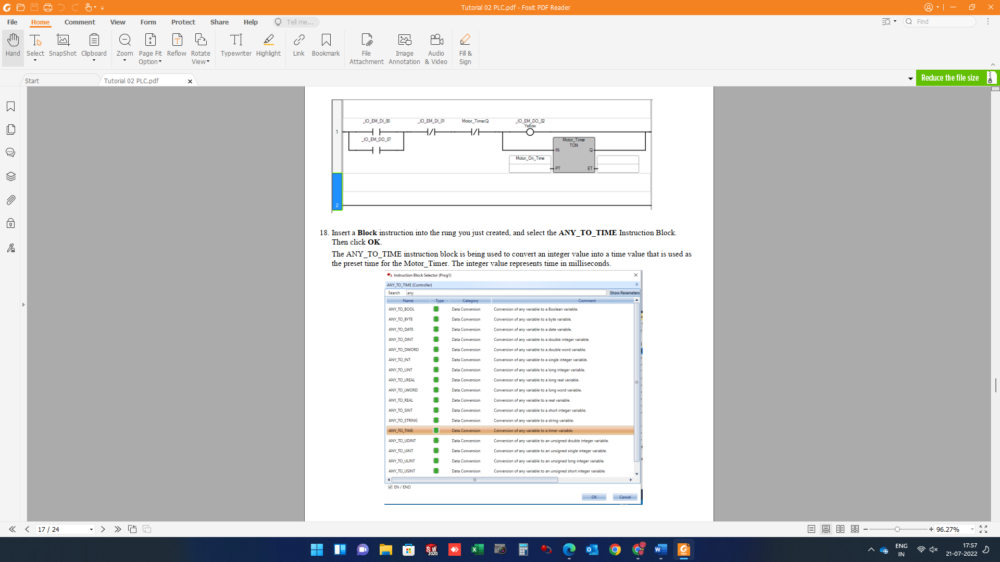 Tutorial 02 PLC.pdf - Foxit PDF Reader
File Home Comment View Form Protect Share Help Tell me... Find
Hand Select SnapShot Clipboard Zoom Page Fit Option Reflow Rotate View Typewriter Highlight Link Bookmark File Attachment Image Annotation Audio & Video Fill & Sign
Start Tutorial 02 PLC.pdf Reduce the file size
_IO_EM_DI_00 _IO_EM_DI_01 Motor_Timer.Q _IO_EM_DO_02
Yellow
1
_IO_EM_DO_07 Motor_Timer
TON
IN Q
Motor_On_Time
PT ET
2
18. Insert a Block instruction into the rung you just created, and select the ANY_TO_TIME Instruction Block.
Then click OK.
The ANY_TO_TIME instruction block is being used to convert an integer value into a time value that is used as
the preset time for the Motor_Timer. The integer value represents time in milliseconds.
Instruction Block Selector (Prog1)
ANY_TO_TIME (Controller)
Search any Show Parameters
Name Type Category Comment
ANY_TO_BOOL Data Conversion Conversion of any variable to a Boolean variable.
ANY_TO_BYTE Data Conversion Conversion of any variable to a byte variable.
ANY_TO_DATE Data Conversion Conversion of any variable to a date variable.
ANY_TO_DINT Data Conversion Conversion of any variable to a double integer variable.
ANY_TO_DWORD Data Conversion Conversion of any variable to a double word variable.
ANY_TO_INT Data Conversion Conversion of any variable to a single integer variable.
ANY_TO_LINT Data Conversion Conversion of any variable to a long integer variable.
ANY_TO_LREAL Data Conversion Conversion of any variable to a long real variable.
ANY_TO_LWORD Data Conversion Conversion of any variable to a long word variable.
ANY_TO_REAL Data Conversion Conversion of any variable to a real variable.
ANY_TO_SINT Data Conversion Conversion of any variable to a short integer variable.
ANY_TO_STRING Data Conversion Conversion of any variable to a string variable.
ANY_TO_TIME Data Conversion Conversion of any variable to a timer variable.
ANY_TO_UDINT Data Conversion Conversion of any variable to an unsigned double integer variable.
ANY_TO_UINT Data Conversion Conversion of any variable to an unsigned single integer variable.
ANY_TO_ULINT Data Conversion Conversion of any variable to an unsigned long integer variable.
ANY_TO_USINT Data Conversion Conversion of any variable to an unsigned short integer variable.
EN / ENO
OK Cancel
17 / 24 96.27%
SW 2020
ENG
IN
17:57
21-07-2022